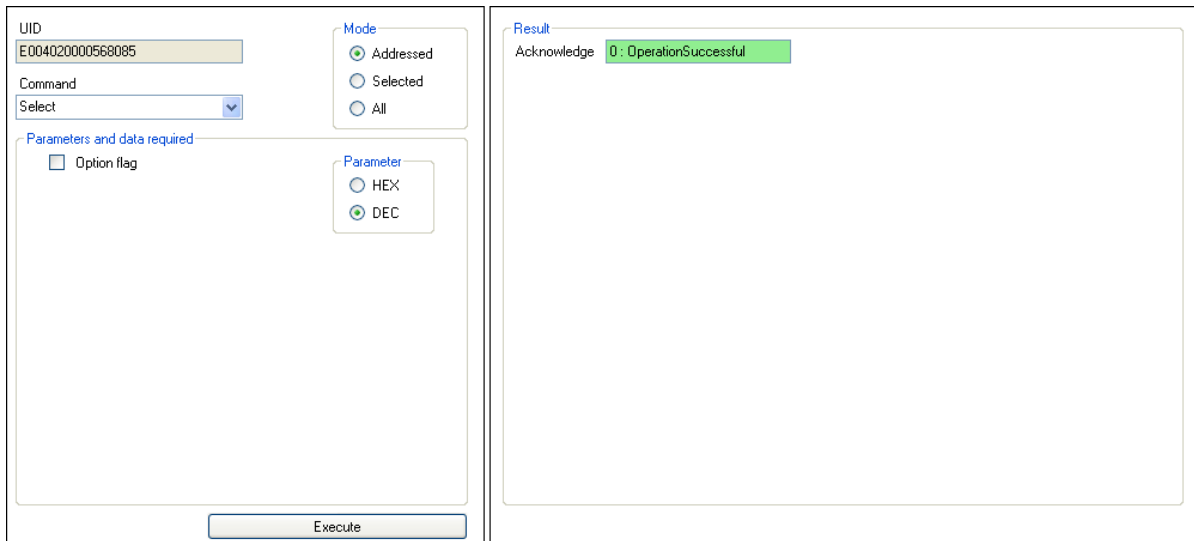 UID
E004020000568085
Command
Select
Mode
Addressed
Selected
All
Parameters and data required
Option flag
Parameter
HEX
DEC
Execute
Result
Acknowledge 0 : OperationSuccessful